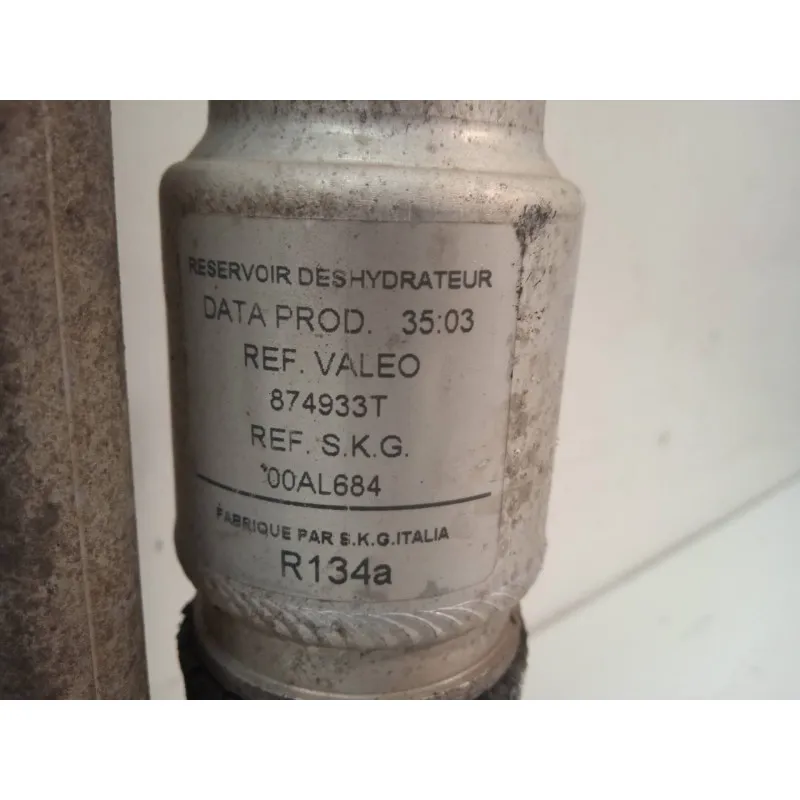 RESERVOIR DESHYDRATEUR
DATA PROD. 35:03
REF. VALEO
874933T
REF. S.K.G.
00AL684
FABRIQUE PAR S.K.G.ITALIA
R134a